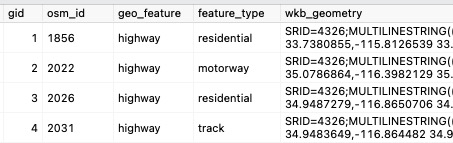 gid osm_id geo_feature feature_type wkb_geometry
1 1856 highway residential SRID=4326;MULTILINESTRING((
33.7380855,-115.8126539 33.
2 2022 highway motorway SRID=4326;MULTILINESTRING((
35.0786864,-116.3982129 35.
3 2026 highway residential SRID=4326;MULTILINESTRING((
34.9487279,-116.8650706 34.
4 2031 highway track SRID=4326;MULTILINESTRING((
34.9483649,-116.864482 34.9